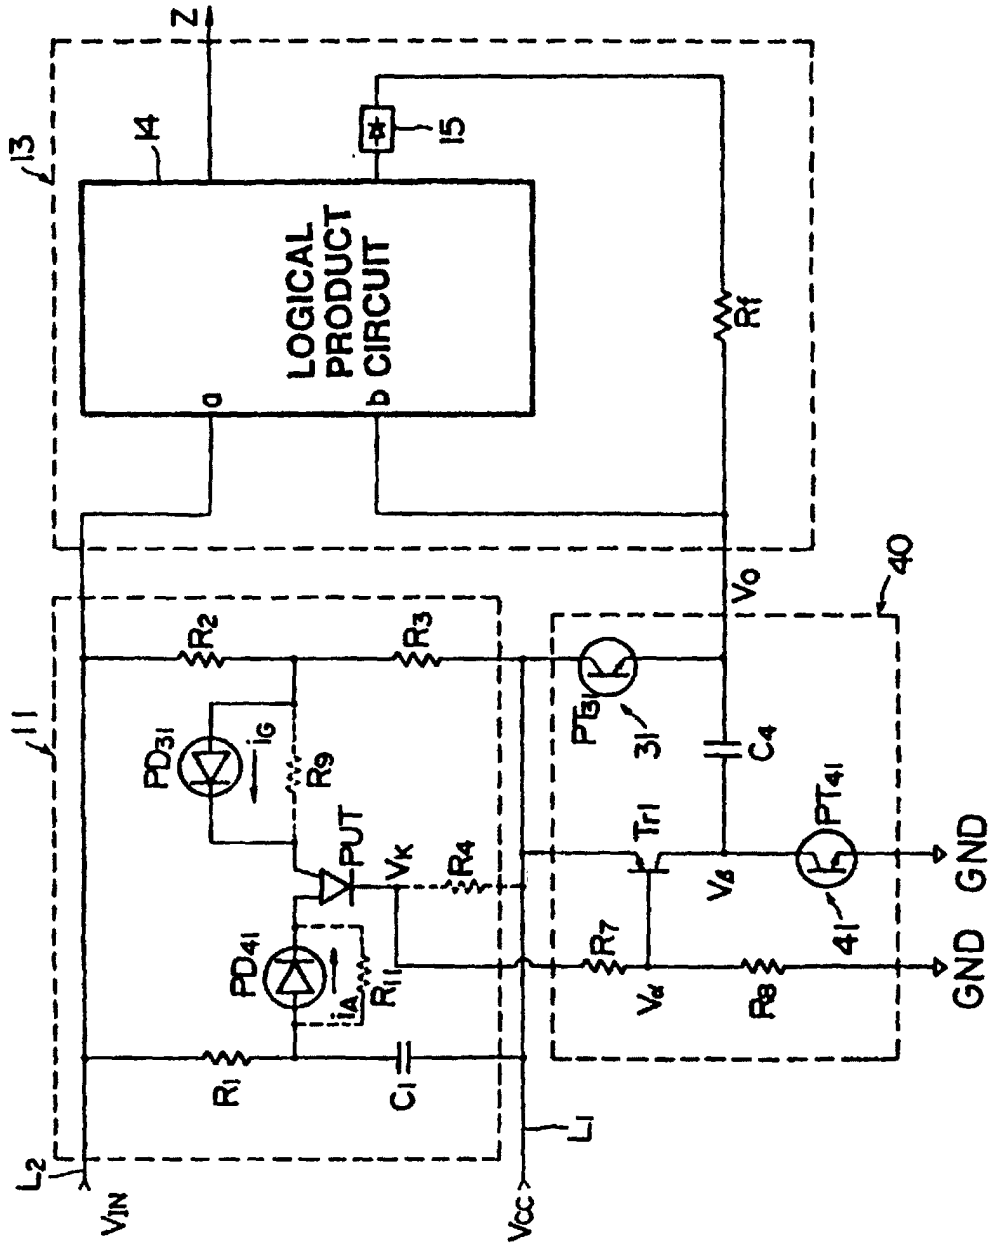 13
Z
14
15
LOGICAL
PRODUCT
CIRCUIT
a
b
Rf
11
L2
VIN
R1
PD41
iA
R11
C1
PUT
VK
R4
PD31
iG
R9
R2
R3
VCC
L1
40
Vo
PT31
31
C4
Tr1
Vβ
PT41
41
R7
Vα
R8
GND
GND